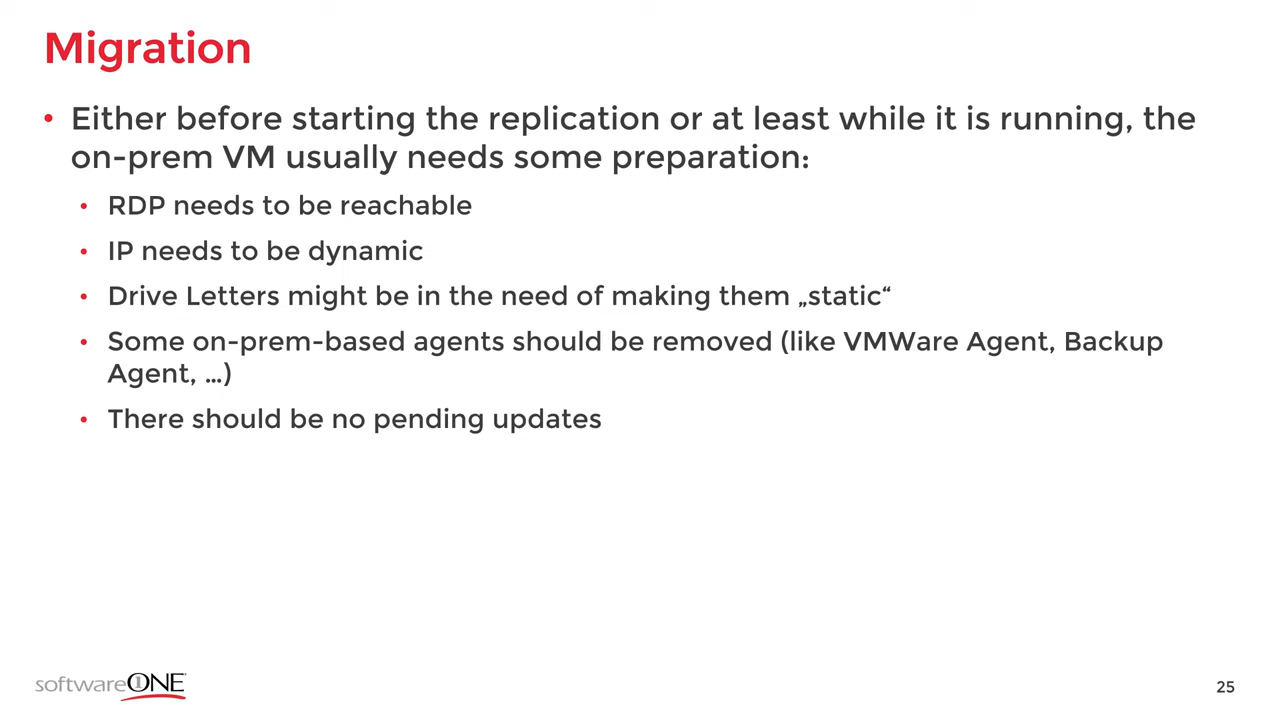 Migration
• Either before starting the replication or at least while it is running, the
on-prem VM usually needs some preparation:
• RDP needs to be reachable
• IP needs to be dynamic
• Drive Letters might be in the need of making them „static“
• Some on-prem-based agents should be removed (like VMWare Agent, Backup
Agent, …)
• There should be no pending updates
softwareONE
25